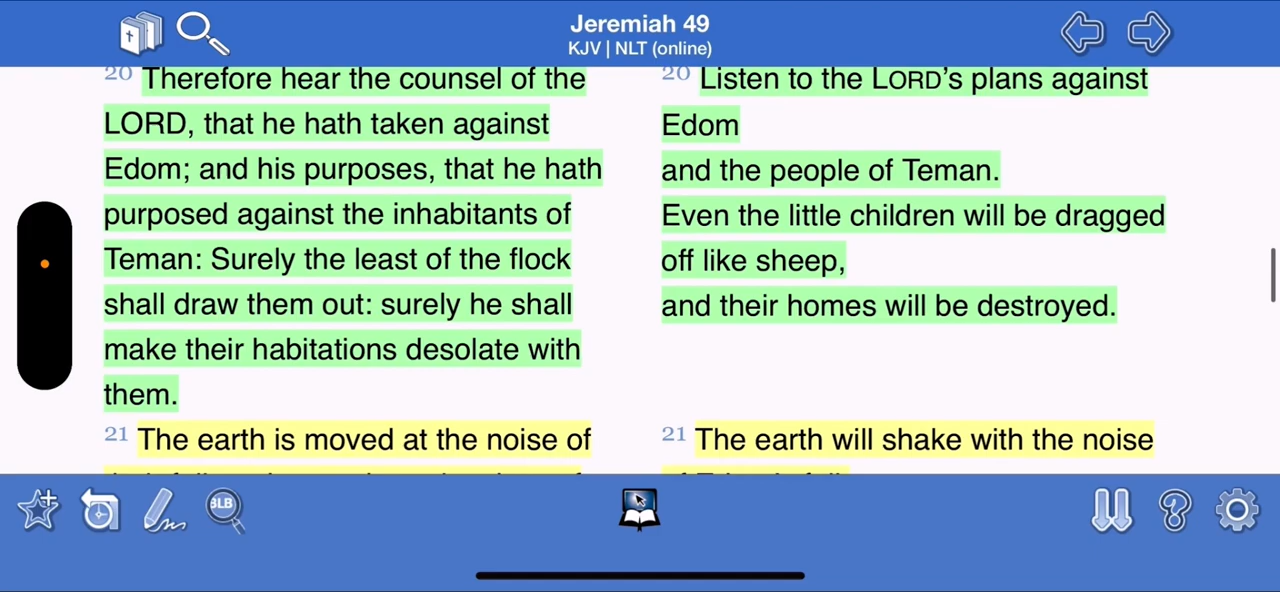 Jeremiah 49
KJV | NLT (online)
20 Therefore hear the counsel of the
LORD, that he hath taken against
Edom; and his purposes, that he hath
purposed against the inhabitants of
Teman: Surely the least of the flock
shall draw them out: surely he shall
make their habitations desolate with
them.
21 The earth is moved at the noise of
20 Listen to the LORD’s plans against
Edom
and the people of Teman.
Even the little children will be dragged
off like sheep,
and their homes will be destroyed.
21 The earth will shake with the noise
BLB